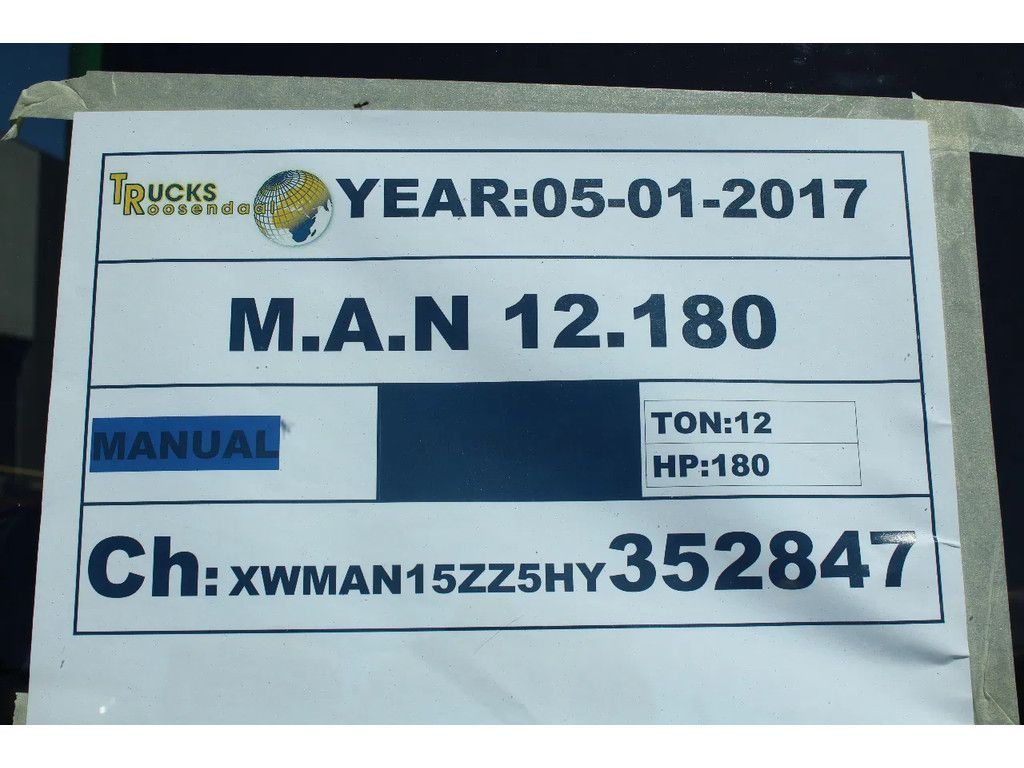 TRUCKS
Roosendaal
YEAR:05-01-2017
M.A.N 12.180
MANUAL
TON:12
HP:180
Ch: XWMAN15ZZ5HY352847